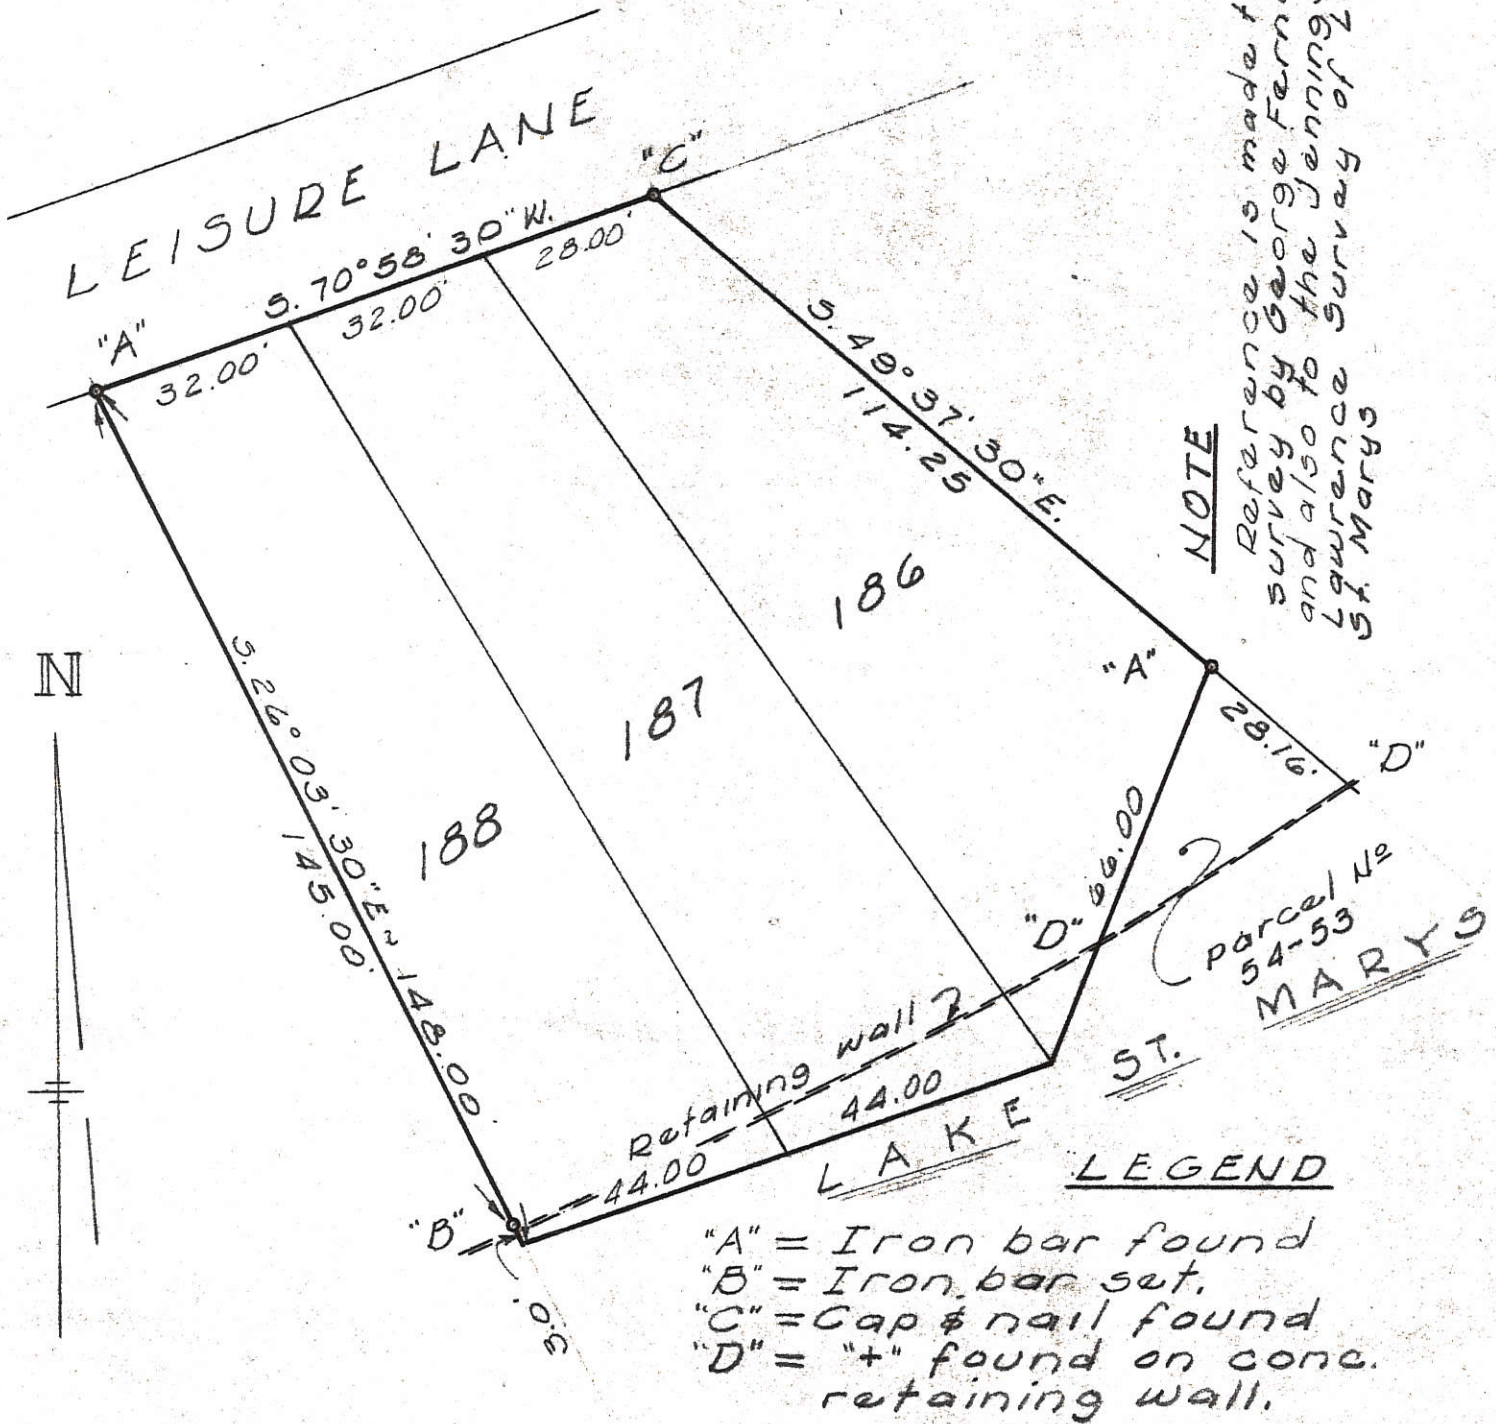 LEISURE LANE
"C"
S. 70°58' 30" W.
28.00'
32.00'
"A"
32.00'
S. 49° 37' 30" E.
114.25
NOTE
Reference is made
survey by George
and also to the
Lawrence Survey of
St. Marys
186
N
"A"
S. 26° 03' 30" E ~ 148.00
145.00'
187
28.16'
"D"
188
66.00
"D"
parcel Nº
54-53
Retaining wall
44.00
44.00
LAKE ST. MARYS
"B"
3.0'
LEGEND
"A" = Iron bar found
"B" = Iron bar set.
"C" = Cap & nail found
"D" = "+" found on conc.
retaining wall.